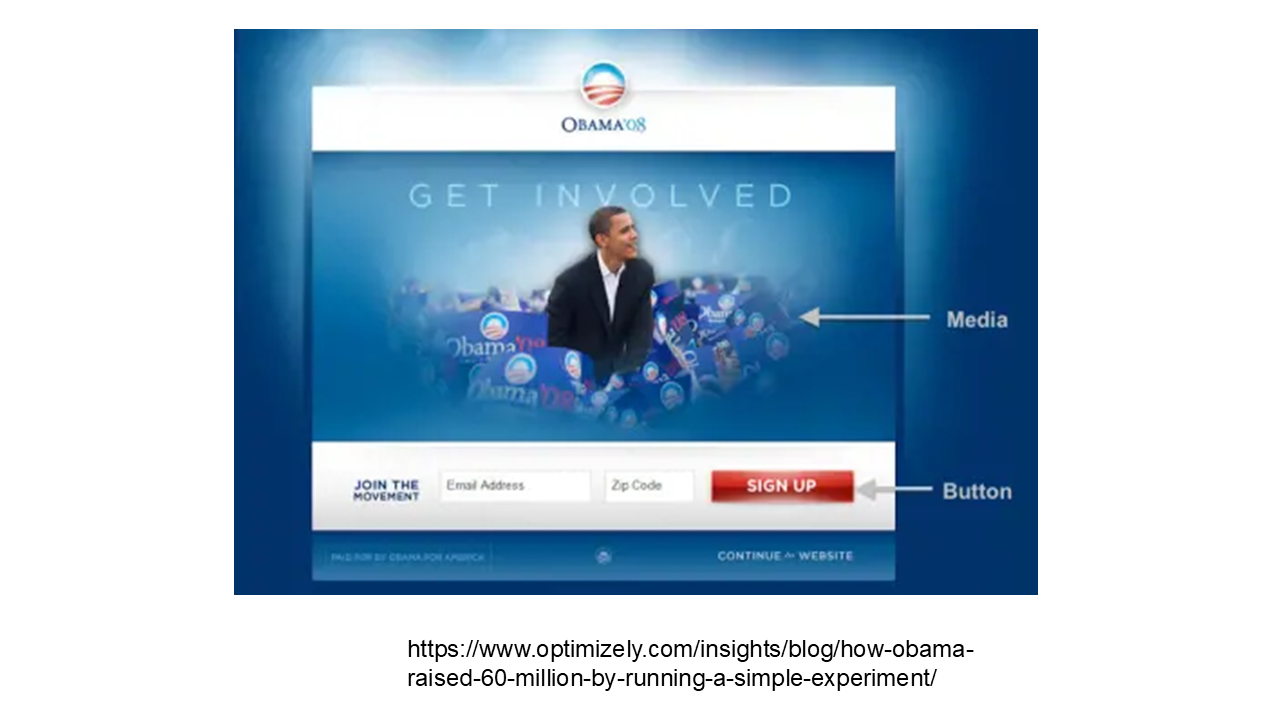 OBAMA'08
GET INVOLVED
Obama
Obama'08
Obama'08
Media
JOIN THE
MOVEMENT
Email Address
Zip Code
SIGN UP
Button
PAID FOR BY OBAMA FOR AMERICA
CONTINUE to WEBSITE
https://www.optimizely.com/insights/blog/how-obama-
raised-60-million-by-running-a-simple-experiment/